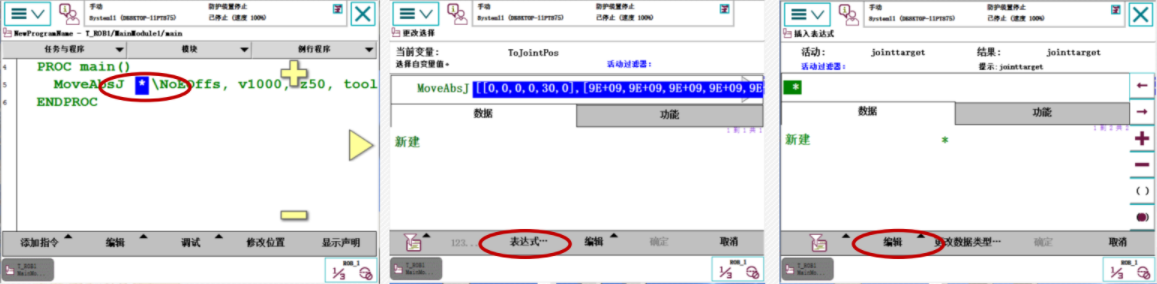 手动
防护装置停止
System11 (DESKTOP-11PT875)
已停止 (速度 100%)
NewProgramName - T_ROB1/MainModule1/main
任务与程序
模块
例行程序
4
PROC main()
5
MoveAbsJ * \NoEOffs, v1000, z50, tool
6
ENDPROC
添加指令
编辑
调试
修改位置
显示声明
T_ROB1
MainMo...
ROB_1
1/3
手动
防护装置停止
System11 (DESKTOP-11PT875)
已停止 (速度 100%)
更改选择
当前变量:
ToJointPos
选择自变量值。
活动过滤器:
MoveAbsJ [[0,0,0,0,30,0],[9E+09,9E+09,9E+09,9E+09,9E
数据
功能
新建
123...
表达式…
编辑
确定
取消
T_ROB1
MainMo...
ROB_1
1/3
手动
防护装置停止
System11 (DESKTOP-11PT875)
已停止 (速度 100%)
插入表达式
活动:
jointtarget
结果:
jointtarget
活动过滤器:
提示:jointtarget
*
数据
功能
新建
*
()
编辑
更改数据类型…
确定
取消
T_ROB1
MainMo...
ROB_1
1/3